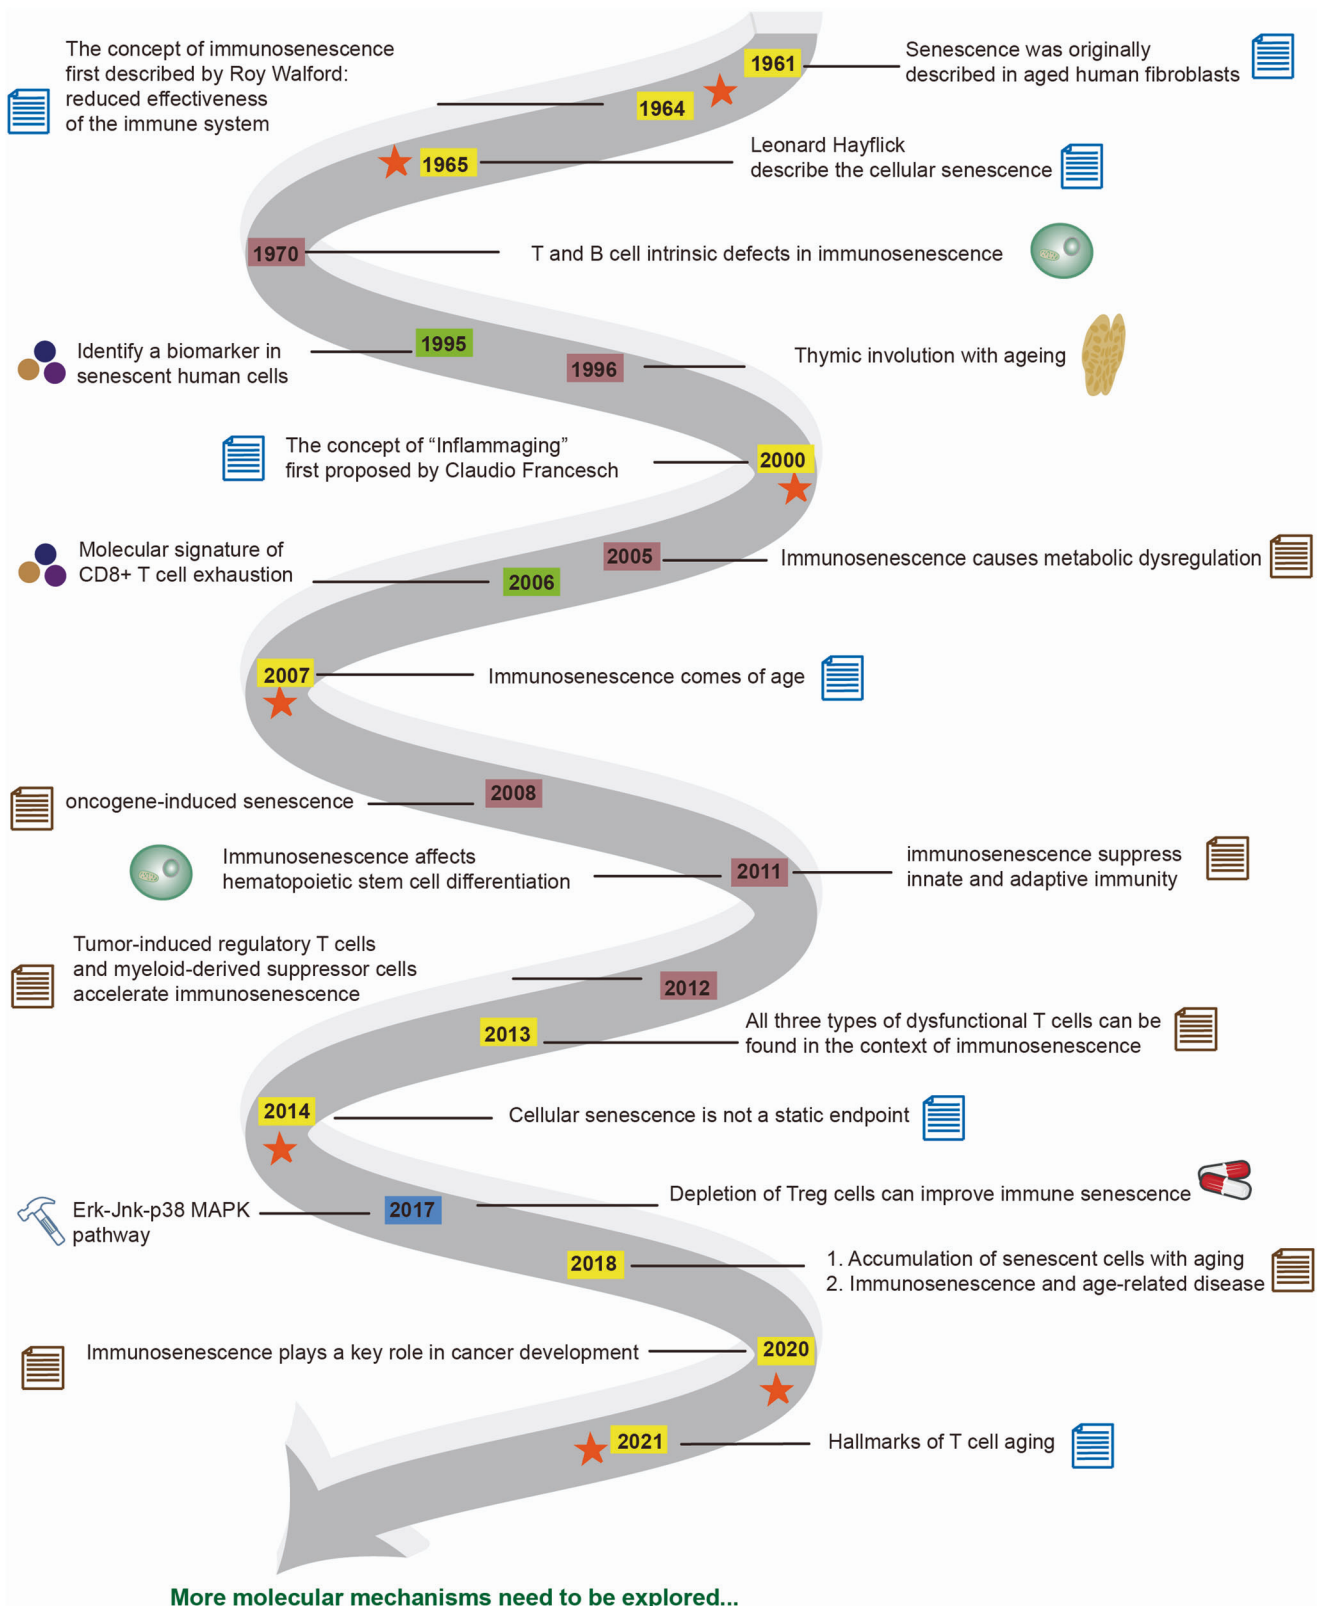 1961
Senescence was originally
described in aged human fibroblasts
The concept of immunosenescence
first described by Roy Walford:
reduced effectiveness
of the immune system
1964
1965
Leonard Hayflick
describe the cellular senescence
1970
T and B cell intrinsic defects in immunosenescence
Identify a biomarker in
senescent human cells
1995
1996
Thymic involution with ageing
The concept of “Inflammaging”
first proposed by Claudio Francesch
2000
2005
Immunosenescence causes metabolic dysregulation
Molecular signature of
CD8+ T cell exhaustion
2006
2007
Immunosenescence comes of age
oncogene-induced senescence
2008
Immunosenescence affects
hematopoietic stem cell differentiation
2011
immunosenescence suppress
innate and adaptive immunity
Tumor-induced regulatory T cells
and myeloid-derived suppressor cells
accelerate immunosenescence
2012
2013
All three types of dysfunctional T cells can be
found in the context of immunosenescence
2014
Cellular senescence is not a static endpoint
Erk-Jnk-p38 MAPK
pathway
2017
Depletion of Treg cells can improve immune senescence
2018
1. Accumulation of senescent cells with aging
2. Immunosenescence and age-related disease
Immunosenescence plays a key role in cancer development
2020
2021
Hallmarks of T cell aging
More molecular mechanisms need to be explored...